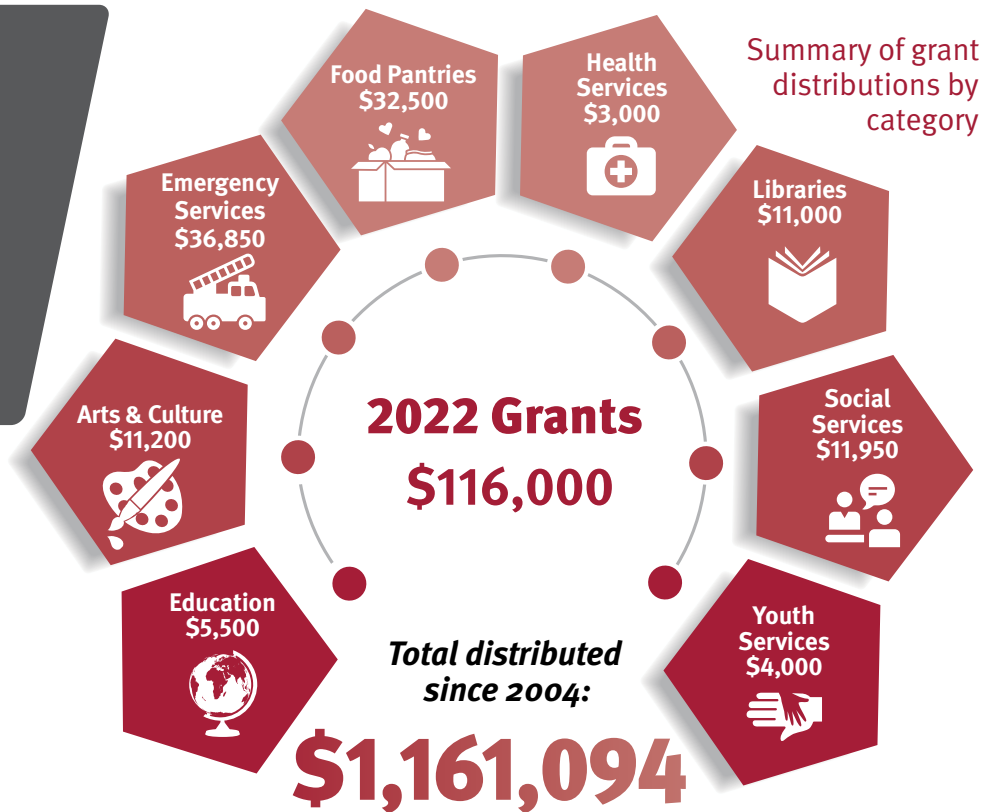 Summary of grant
distributions by
category
Food Pantries
$32,500
Health
Services
$3,000
Emergency
Services
$36,850
Libraries
$11,000
Arts & Culture
$11,200
Social
Services
$11,950
2022 Grants
$116,000
Education
$5,500
Youth
Services
$4,000
Total distributed
since 2004:
$1,161,094